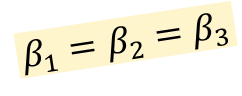 β₁ = β₂ = β₃